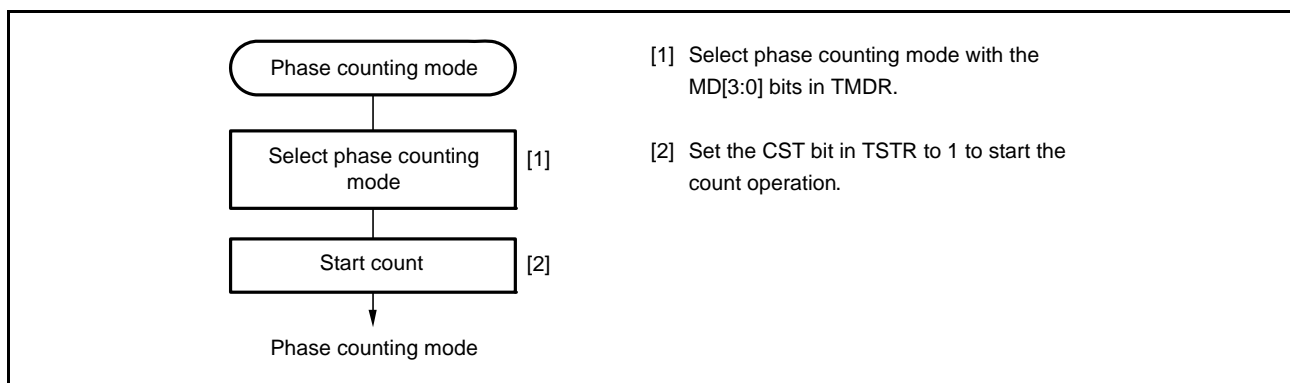 Phase counting mode
Select phase counting
mode
[1]
Start count
[2]
Phase counting mode
[1] Select phase counting mode with the
MD[3:0] bits in TMDR.
[2] Set the CST bit in TSTR to 1 to start the
count operation.